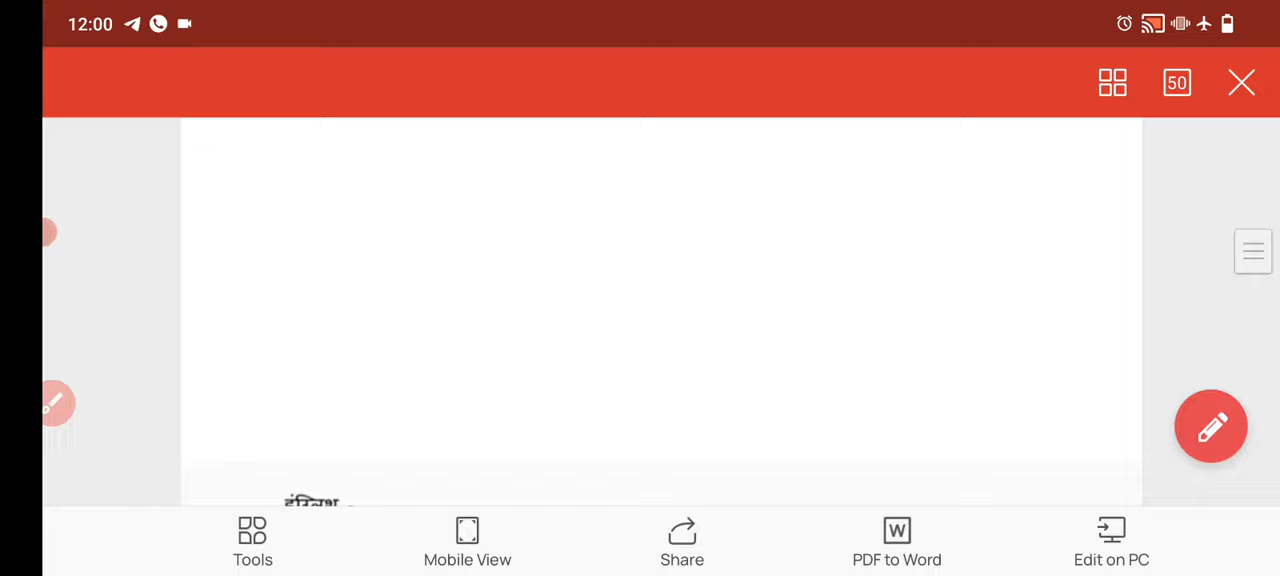 12:00
50
इंग्लिश
Tools
Mobile View
Share
W
PDF to Word
Edit on PC